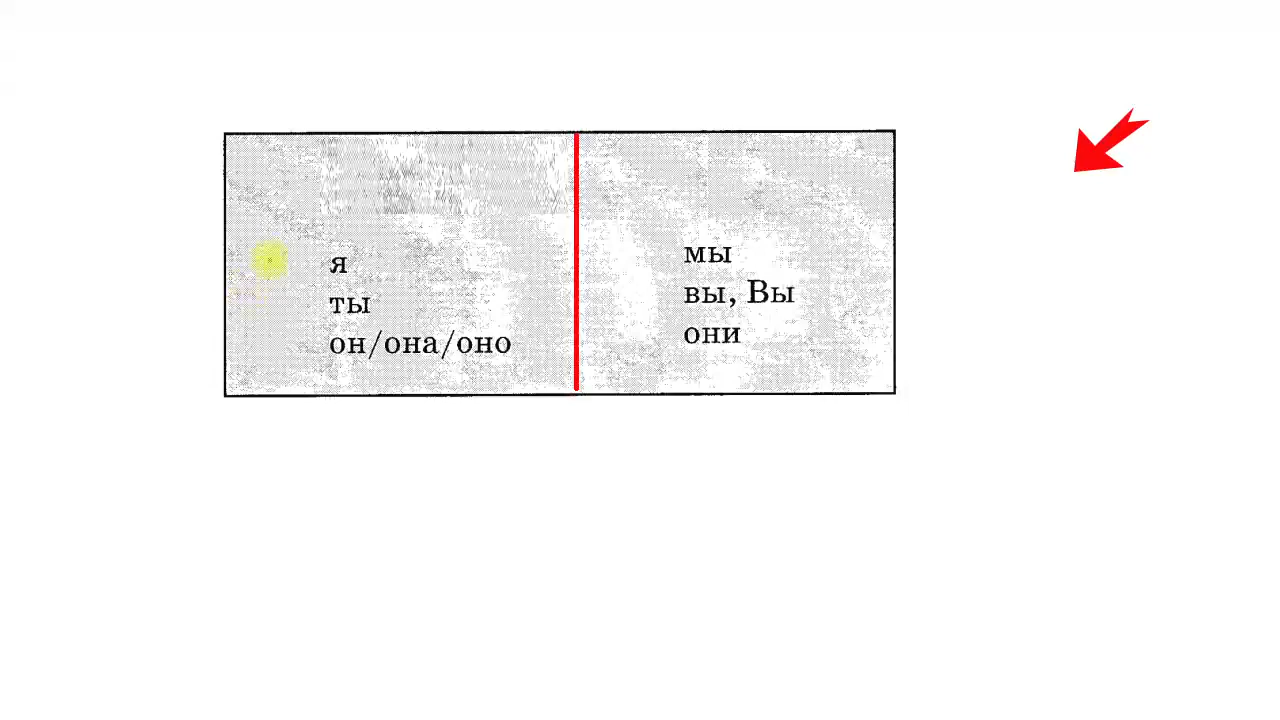 я
ты
он/она/оно
мы
вы, Вы
они